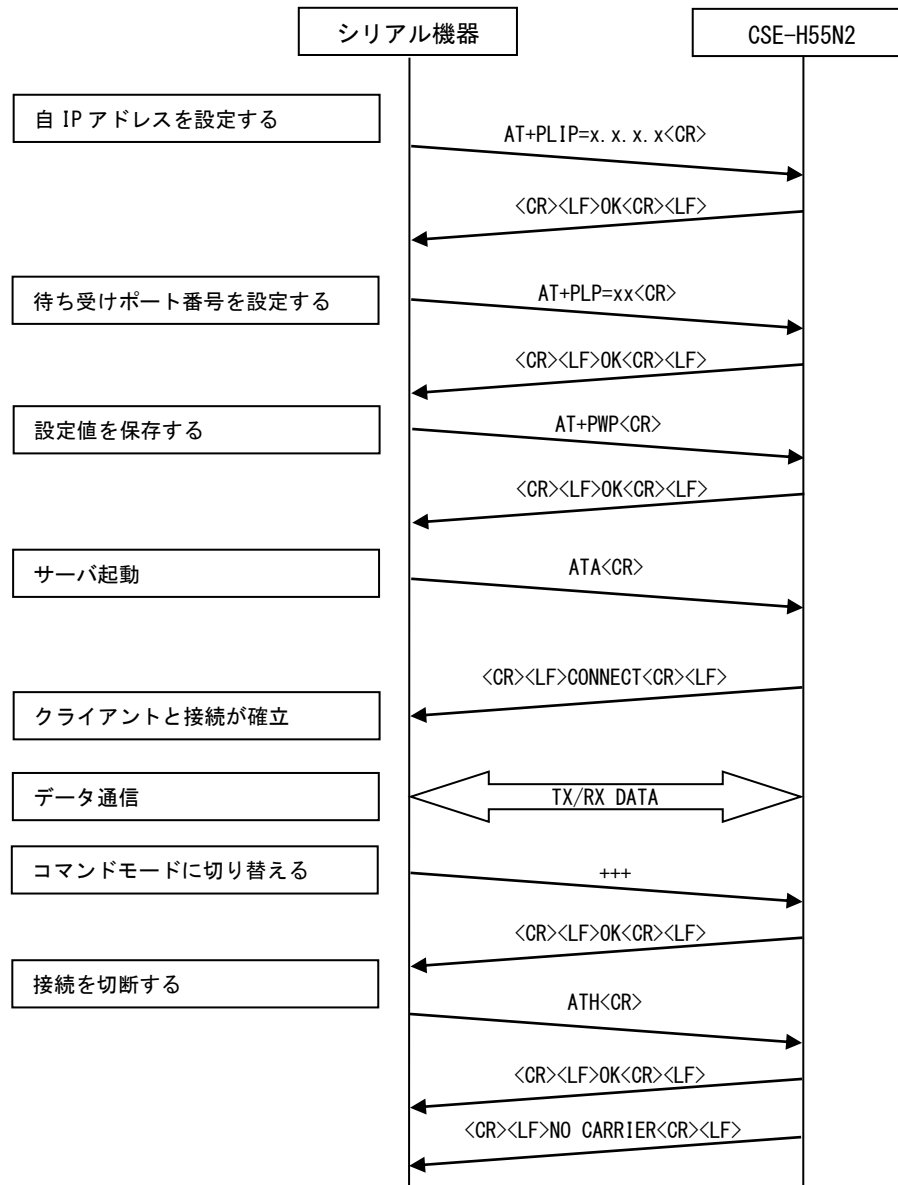 シリアル機器
CSE-H55N2
自 IP アドレスを設定する
AT+PLIP=x.x.x.x<CR>
<CR><LF>OK<CR><LF>
待ち受けポート番号を設定する
AT+PLP=xx<CR>
<CR><LF>OK<CR><LF>
設定値を保存する
AT+PWP<CR>
<CR><LF>OK<CR><LF>
サーバ起動
ATA<CR>
<CR><LF>CONNECT<CR><LF>
クライアントと接続が確立
データ通信
TX/RX DATA
コマンドモードに切り替える
+++
<CR><LF>OK<CR><LF>
接続を切断する
ATH<CR>
<CR><LF>OK<CR><LF>
<CR><LF>NO CARRIER<CR><LF>